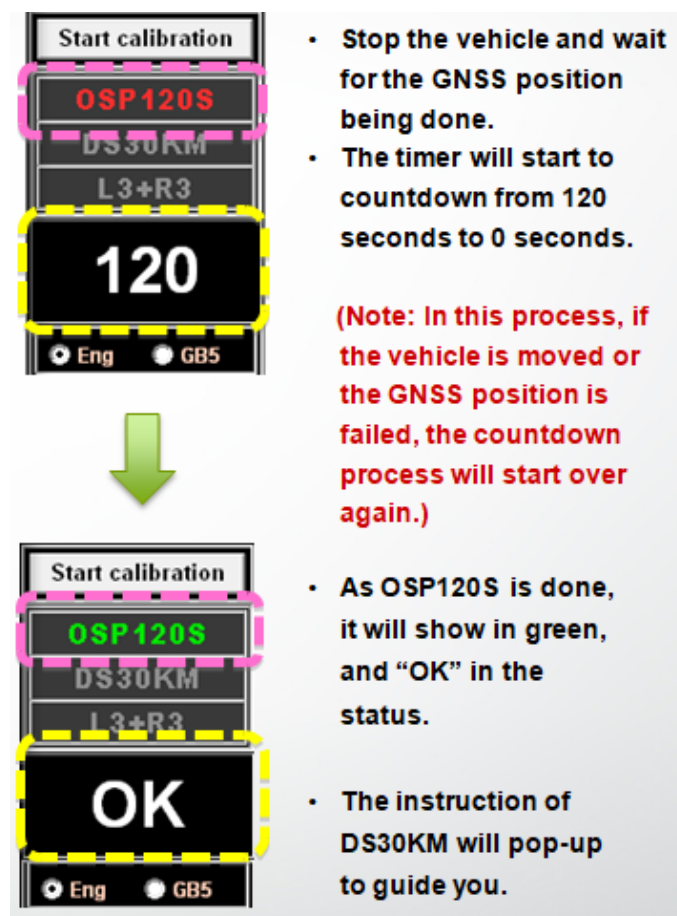 Start calibration
OSP120S
DS30KM
L3+R3
120
Eng GB5
• Stop the vehicle and wait
for the GNSS position
being done.
• The timer will start to
countdown from 120
seconds to 0 seconds.
(Note: In this process, if
the vehicle is moved or
the GNSS position is
failed, the countdown
process will start over
again.)
Start calibration
OSP120S
DS30KM
L3+R3
OK
Eng GB5
• As OSP120S is done,
it will show in green,
and “OK” in the
status.
• The instruction of
DS30KM will pop-up
to guide you.